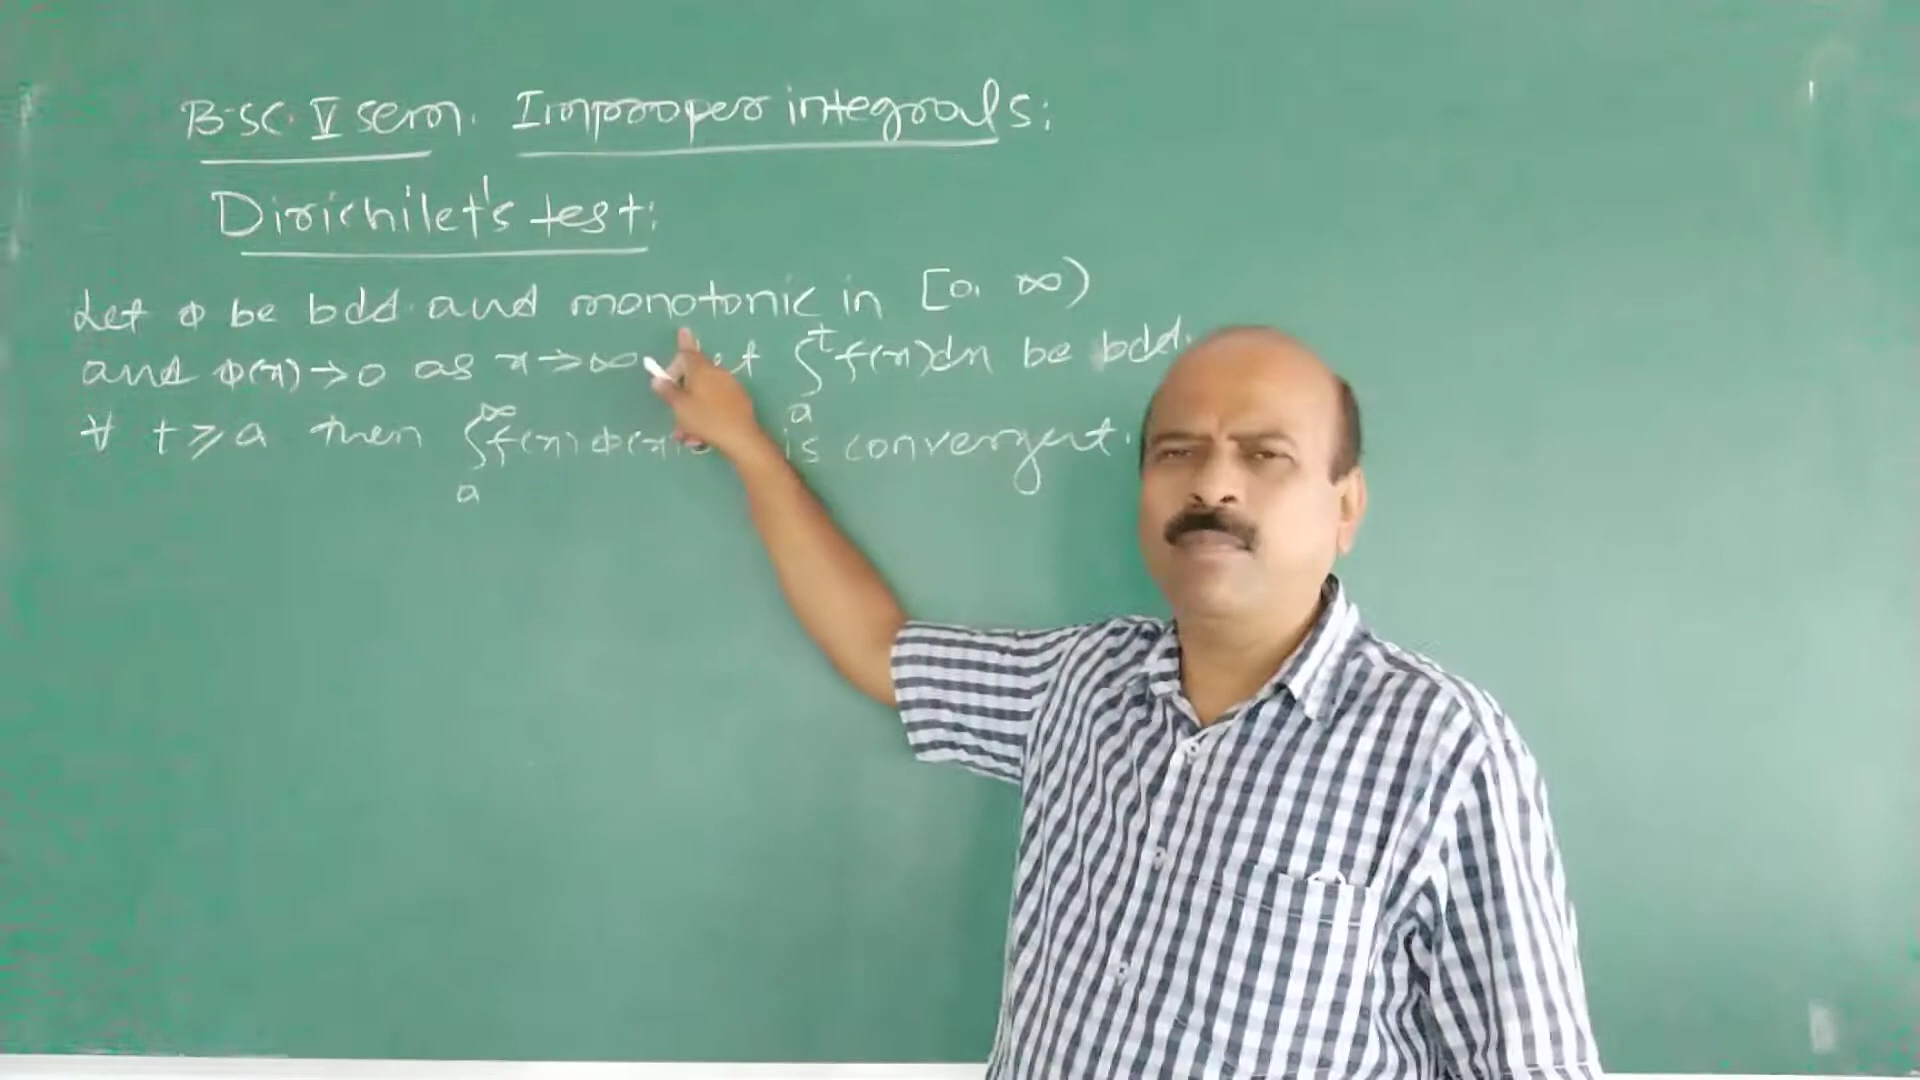 B.Sc. V sem. Improper integrals:
Dirichilet's test:
Let φ be bdd. and monotonic in [a, ∞)
and φ(x)→0 as x→∞ let ∫ₐᵗ f(x)dx be bdd.
∀ t≥a then ∫ₐ^∞ f(x) φ(x) is convergent.